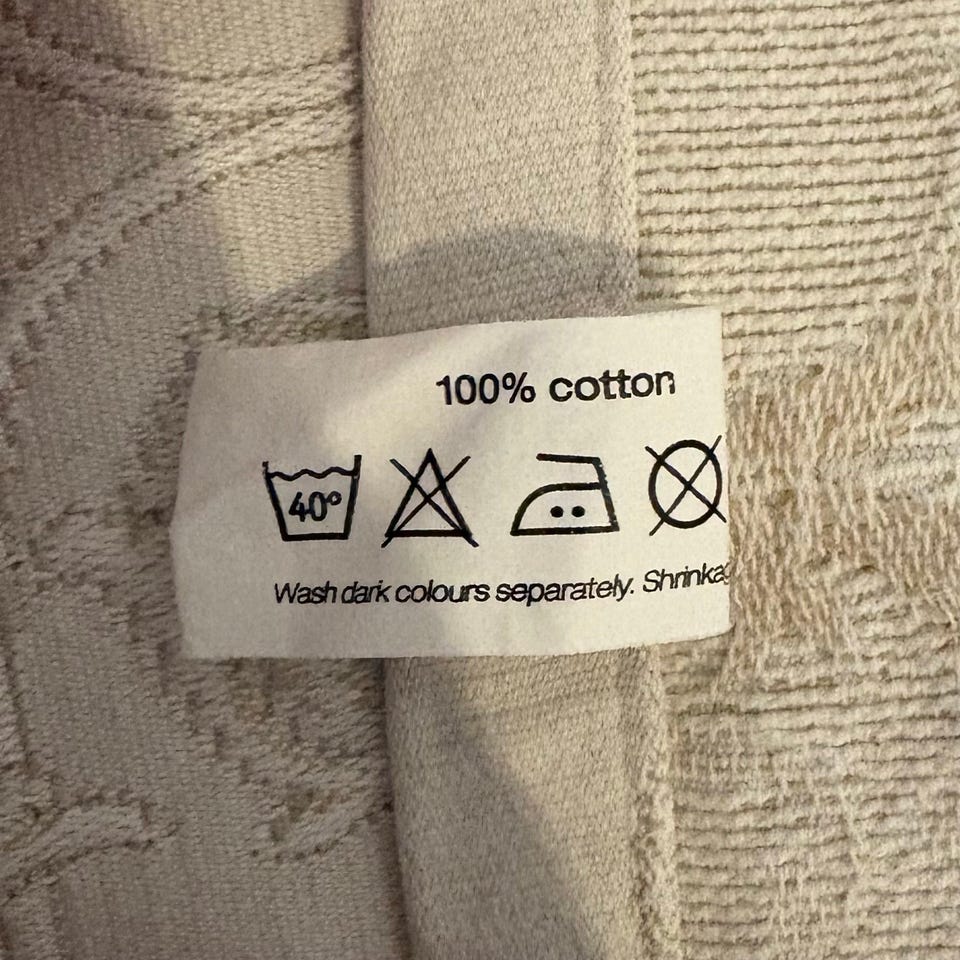 100% cotton
40°
Wash dark colours separately.